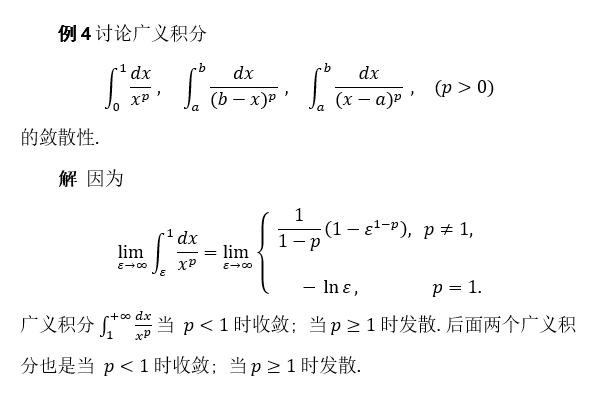 例 4 讨论广义积分
∫₀¹ dx/xᵖ , ∫ₐᵇ dx/(b − x)ᵖ , ∫ₐᵇ dx/(x − a)ᵖ , (p > 0)
的敛散性.
解 因为
lim_{ε→∞} ∫_ε^1 dx/xᵖ = lim_{ε→∞} { 1/(1 − p) (1 − ε^{1−p}), p ≠ 1,
− ln ε , p = 1.
广义积分 ∫₁^{+∞} dx/xᵖ 当 p < 1 时收敛；当 p ≥ 1 时发散. 后面两个广义积
分也是当 p < 1 时收敛；当 p ≥ 1 时发散.